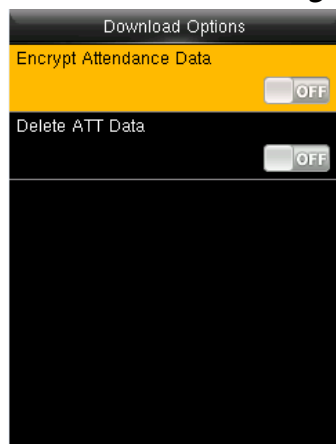 Download Options
Encrypt Attendance Data
OFF
Delete ATT Data
OFF